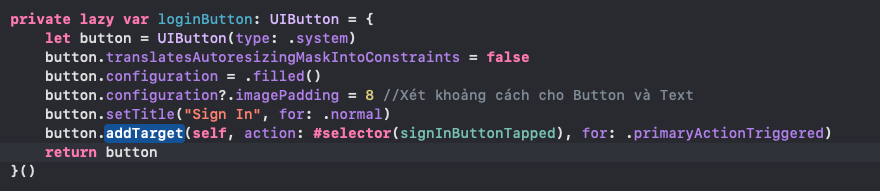 private lazy var loginButton: UIButton = {
    let button = UIButton(type: .system)
    button.translatesAutoresizingMaskIntoConstraints = false
    button.configuration = .filled()
    button.configuration?.imagePadding = 8 //Xét khoảng cách cho Button và Text
    button.setTitle("Sign In", for: .normal)
    button.addTarget(self, action: #selector(signInButtonTapped), for: .primaryActionTriggered)
    return button
}()